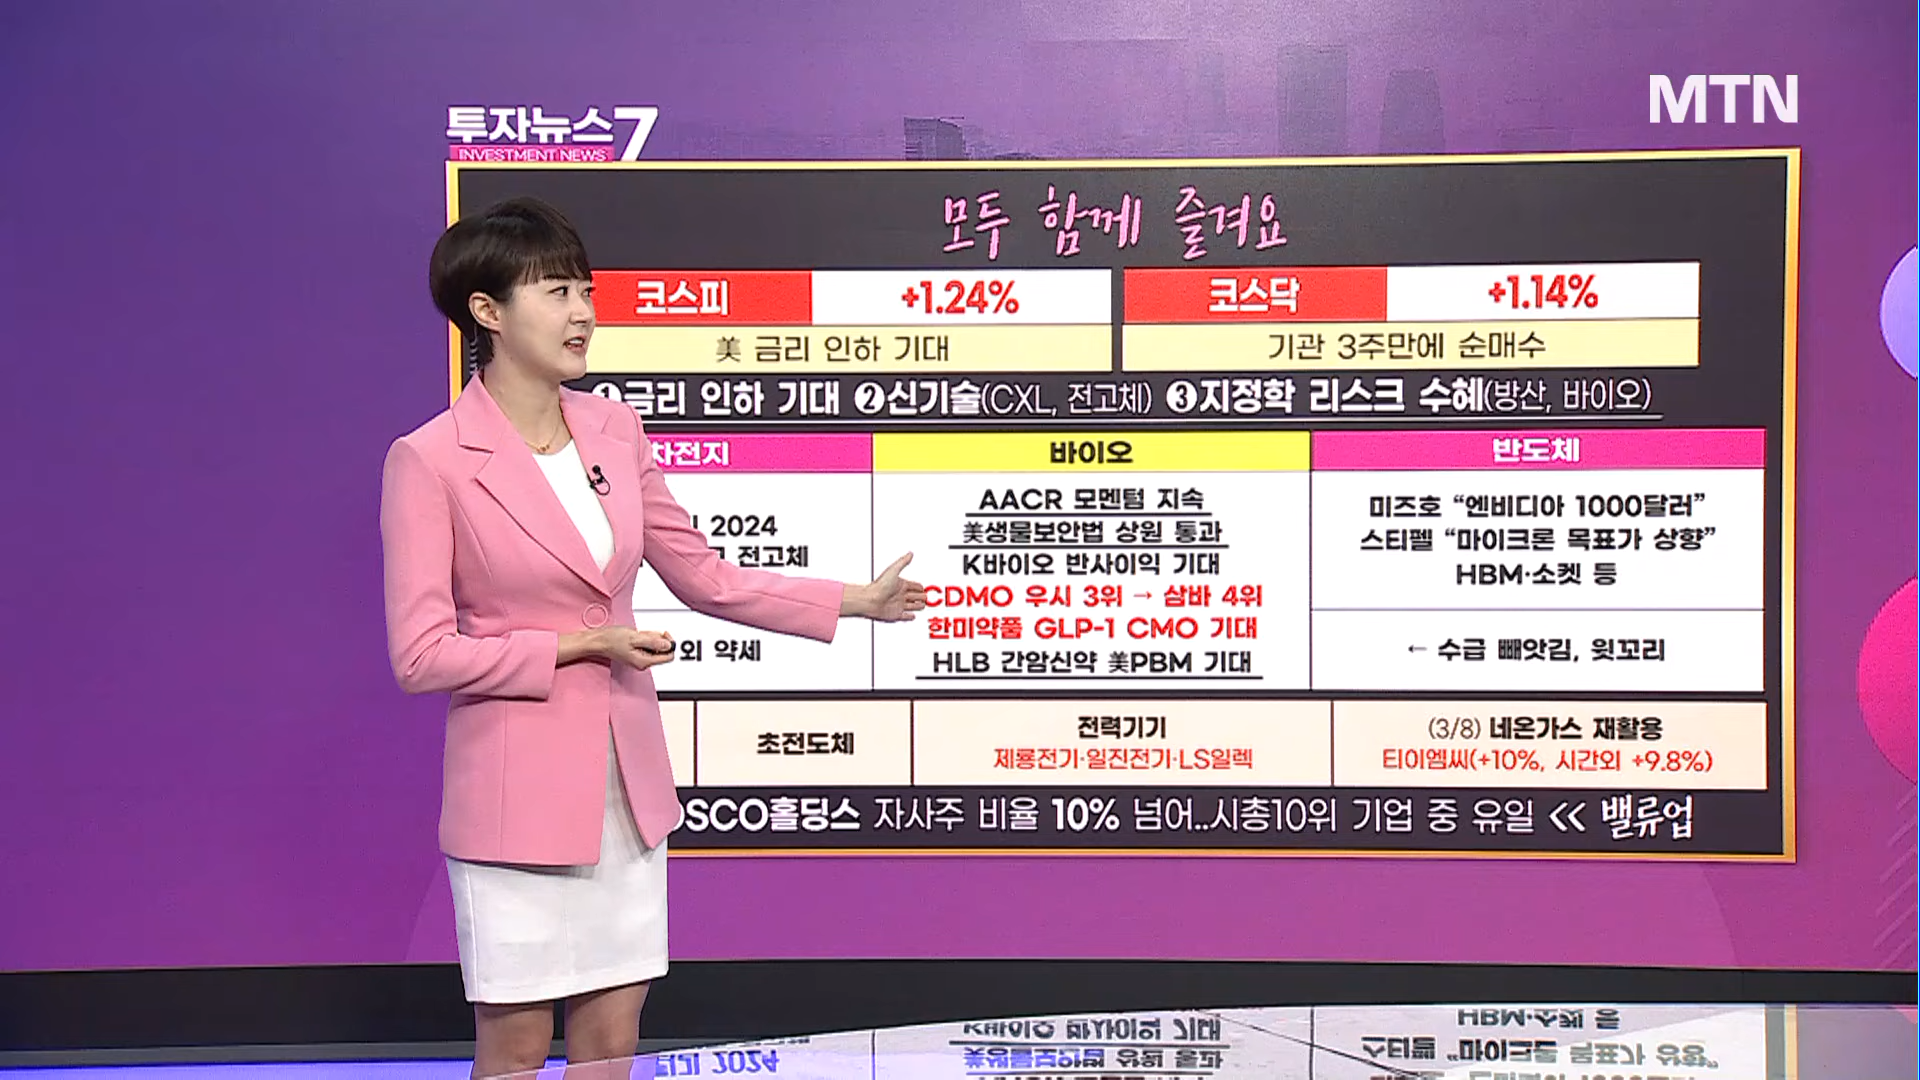 MTN
투자뉴스7
INVESTMENT NEWS
모두 함께 즐겨요
코스피 +1.24% 코스닥 +1.14%
美 금리 인하 기대 기관 3주만에 순매수
❶금리 인하 기대 ❷신기술(CXL, 전고체) ❸지정학 리스크 수혜(방산, 바이오)
차전지 바이오 반도체
2024
전고체
외 약세
AACR 모멘텀 지속
美생물보안법 상원 통과
K바이오 반사이익 기대
CDMO 우시 3위 → 삼바 4위
한미약품 GLP-1 CMO 기대
HLB 간암신약 美PBM 기대
미즈호 “엔비디아 1000달러”
스티펠 “마이크론 목표가 상향”
HBM·소켓 등
← 수급 빼앗김, 윗꼬리
초전도체
전력기기
제룡전기·일진전기·LS일렉
(3/8) 네온가스 재활용
티이엠씨(+10%, 시간외 +9.8%)
OSCO홀딩스 자사주 비율 10% 넘어..시총10위 기업 중 유일 << 밸류업